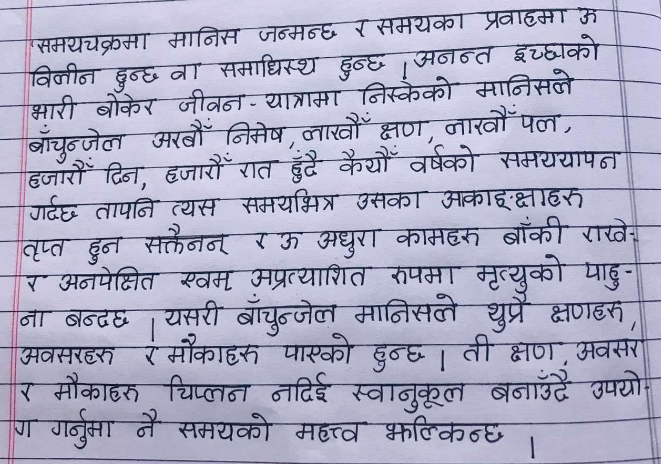 "समयचक्रमा मानिस जन्मन्छ र समयका प्रवाहमा ऊ
विलीन हुन्छ वा समाधिस्थ हुन्छ । अनन्त इच्छाको
भारी बोकेर जीवन-यात्रामा निस्केको मानिसले
बाँचुन्जेल अरबौँ निमेष, लाखौँ क्षण, लाखौँ पल,
हजारौँ दिन, हजारौँ रात हुँदै कैयौँ वर्षको समययापन
गर्दछ तापनि त्यस समयभित्र उसका आकाङ्क्षाहरू
तृप्त हुन सक्तैनन् र ऊ अधुरा कामहरू बाँकी राखे-
र अनपेक्षित एवम् अप्रत्याशित रुपमा मृत्युको पाहु-
ना बन्दछ । यसरी बाँचुन्जेल मानिसले थुप्रै क्षणहरू,
अवसरहरू र मौकाहरू पाएको हुन्छ । ती क्षण, अवसर
र मौकाहरू चिप्लन नदिई स्वानुकूल बनाउँदै उपयो-
ग गर्नुमा नै समयको महत्त्व झल्किन्छ ।